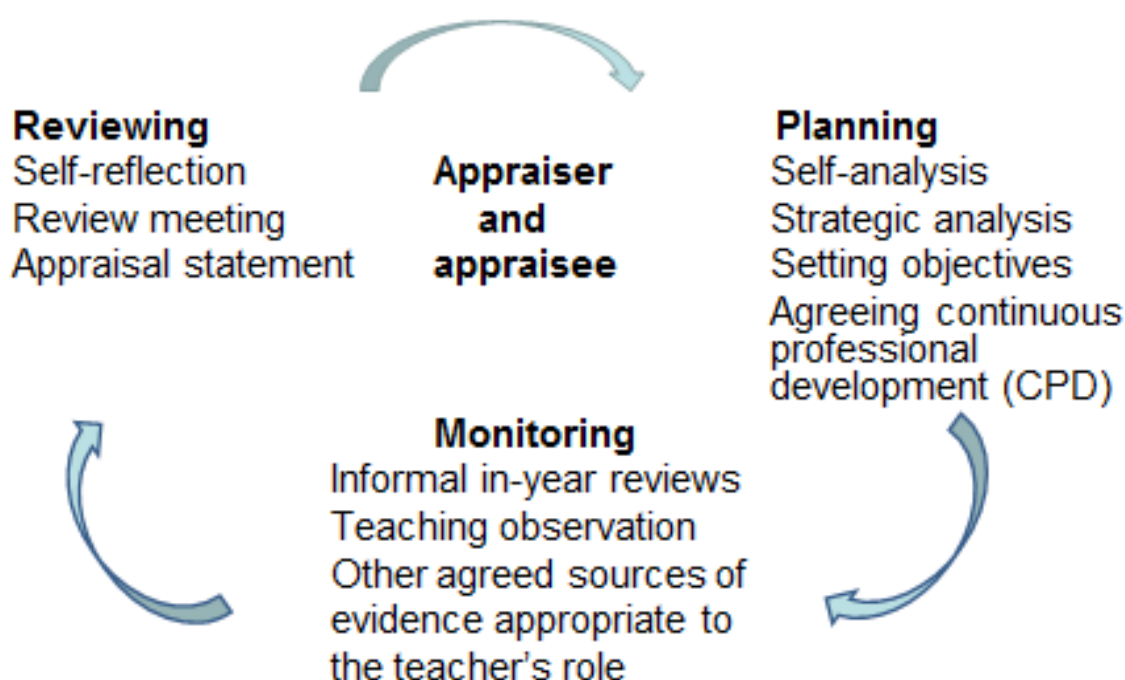 Reviewing
Self-reflection
Review meeting
Appraisal statement
Appraiser
and
appraisee
Planning
Self-analysis
Strategic analysis
Setting objectives
Agreeing continuous
professional
development (CPD)
Monitoring
Informal in-year reviews
Teaching observation
Other agreed sources of
evidence appropriate to
the teacher's role